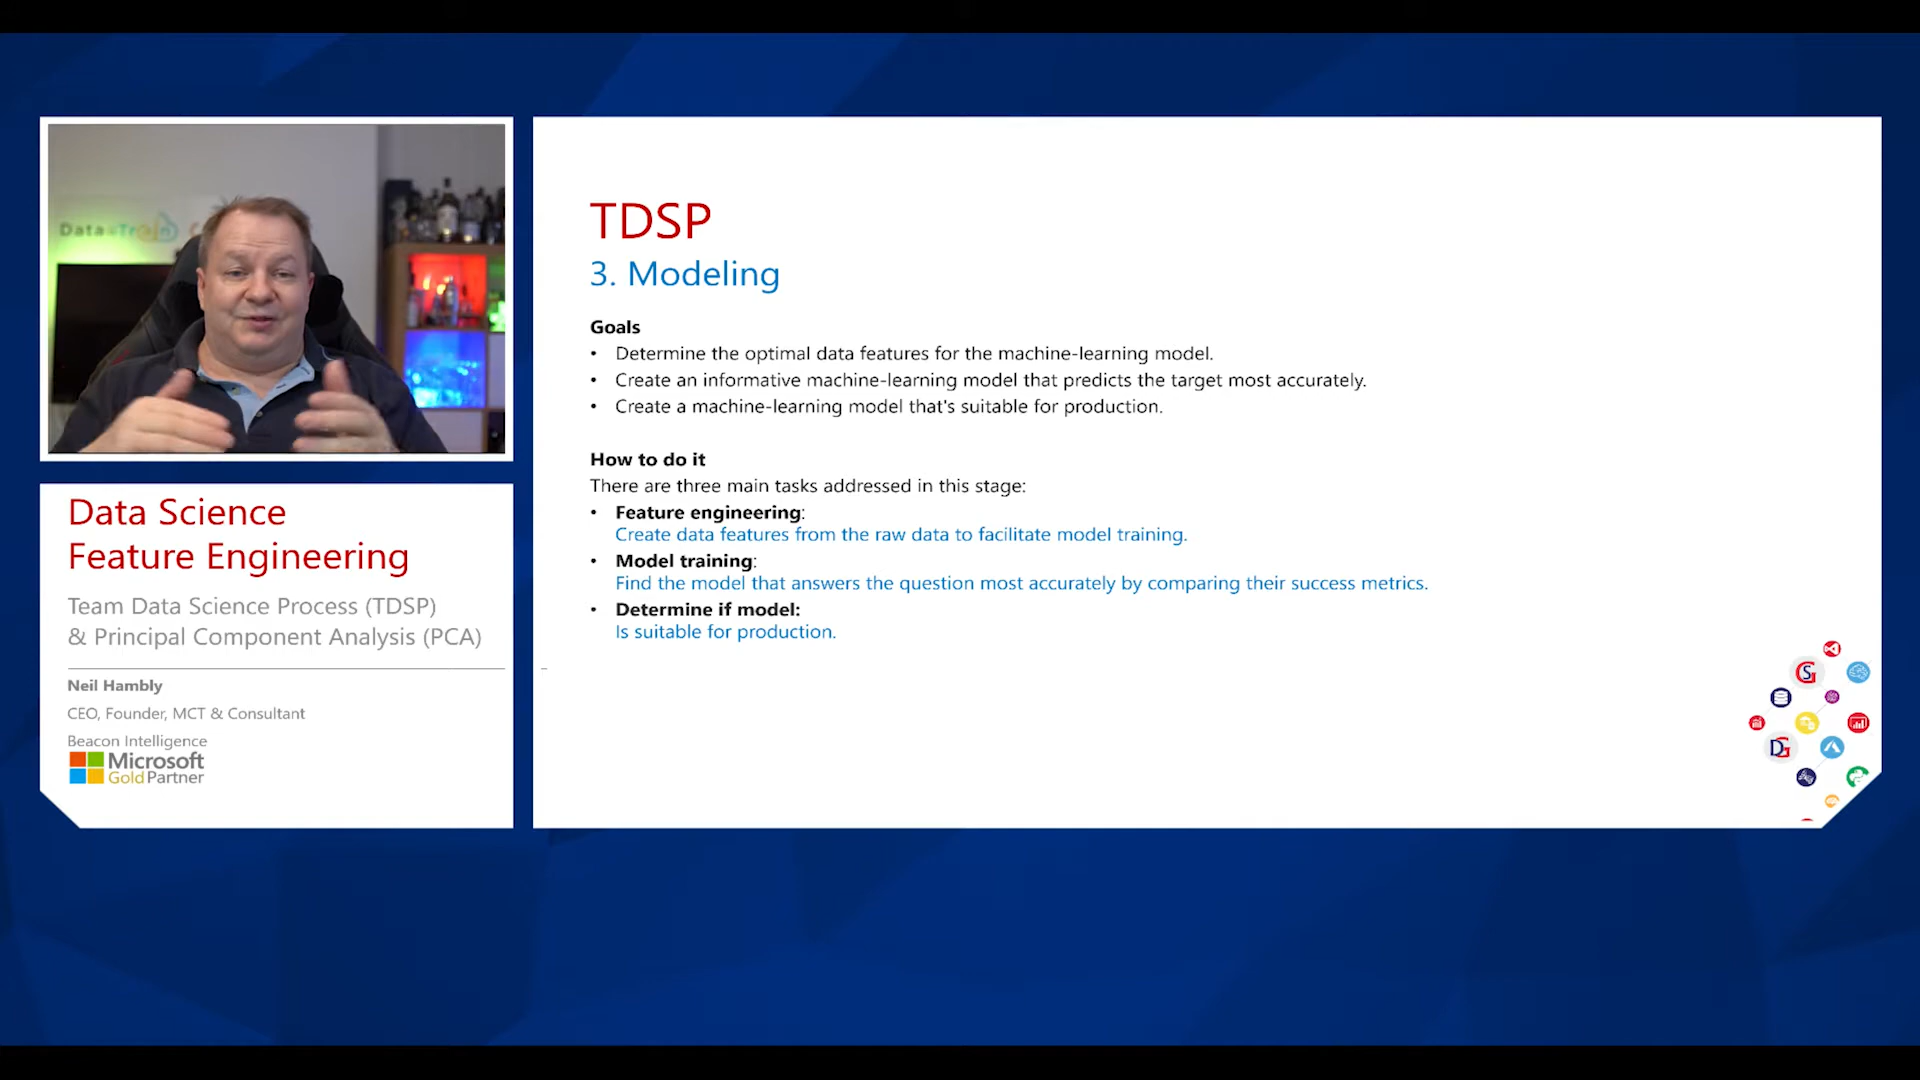 Data Science
Feature Engineering
Team Data Science Process (TDSP)
& Principal Component Analysis (PCA)
Neil Hambly
CEO, Founder, MCT & Consultant
Beacon Intelligence
Microsoft
Gold Partner
TDSP
3. Modeling
Goals
• Determine the optimal data features for the machine-learning model.
• Create an informative machine-learning model that predicts the target most accurately.
• Create a machine-learning model that's suitable for production.
How to do it
There are three main tasks addressed in this stage:
• Feature engineering:
Create data features from the raw data to facilitate model training.
• Model training:
Find the model that answers the question most accurately by comparing their success metrics.
• Determine if model:
Is suitable for production.